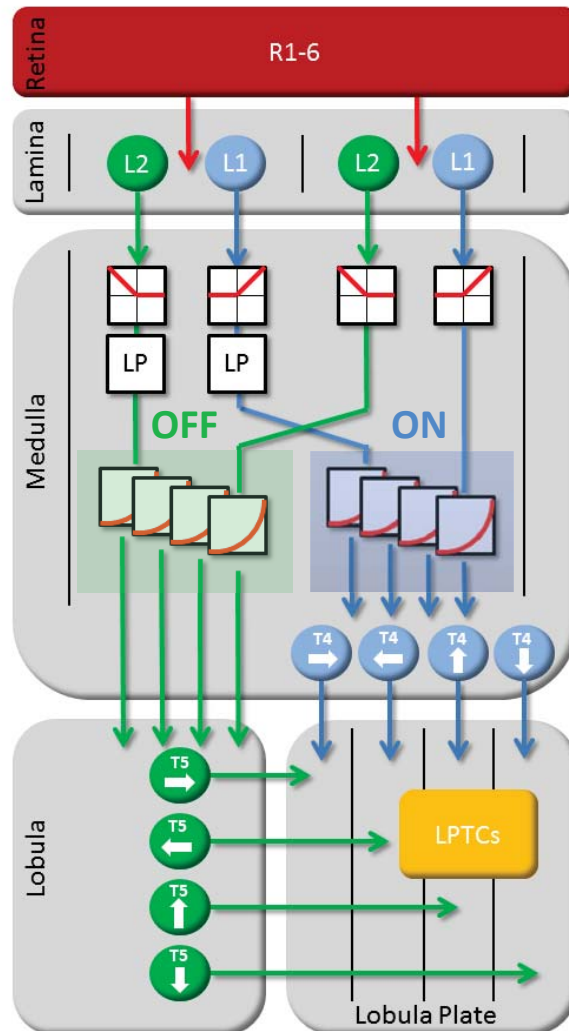 Retina
R1-6
Lamina
L2
L1
L2
L1
Medulla
LP
LP
OFF
ON
T4
T4
T4
T4
Lobula
T5
T5
T5
T5
LPTCs
Lobula Plate